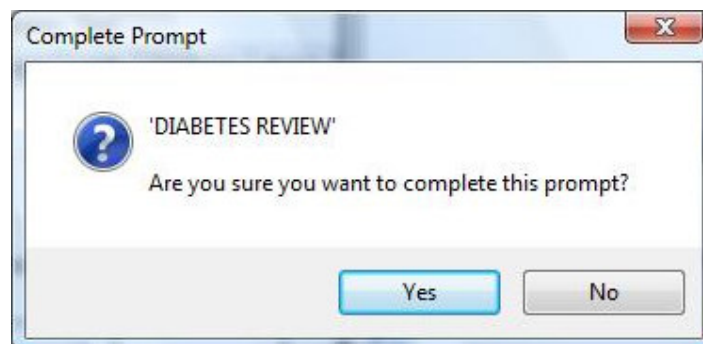 Complete Prompt
'DIABETES REVIEW'
Are you sure you want to complete this prompt?
Yes
No